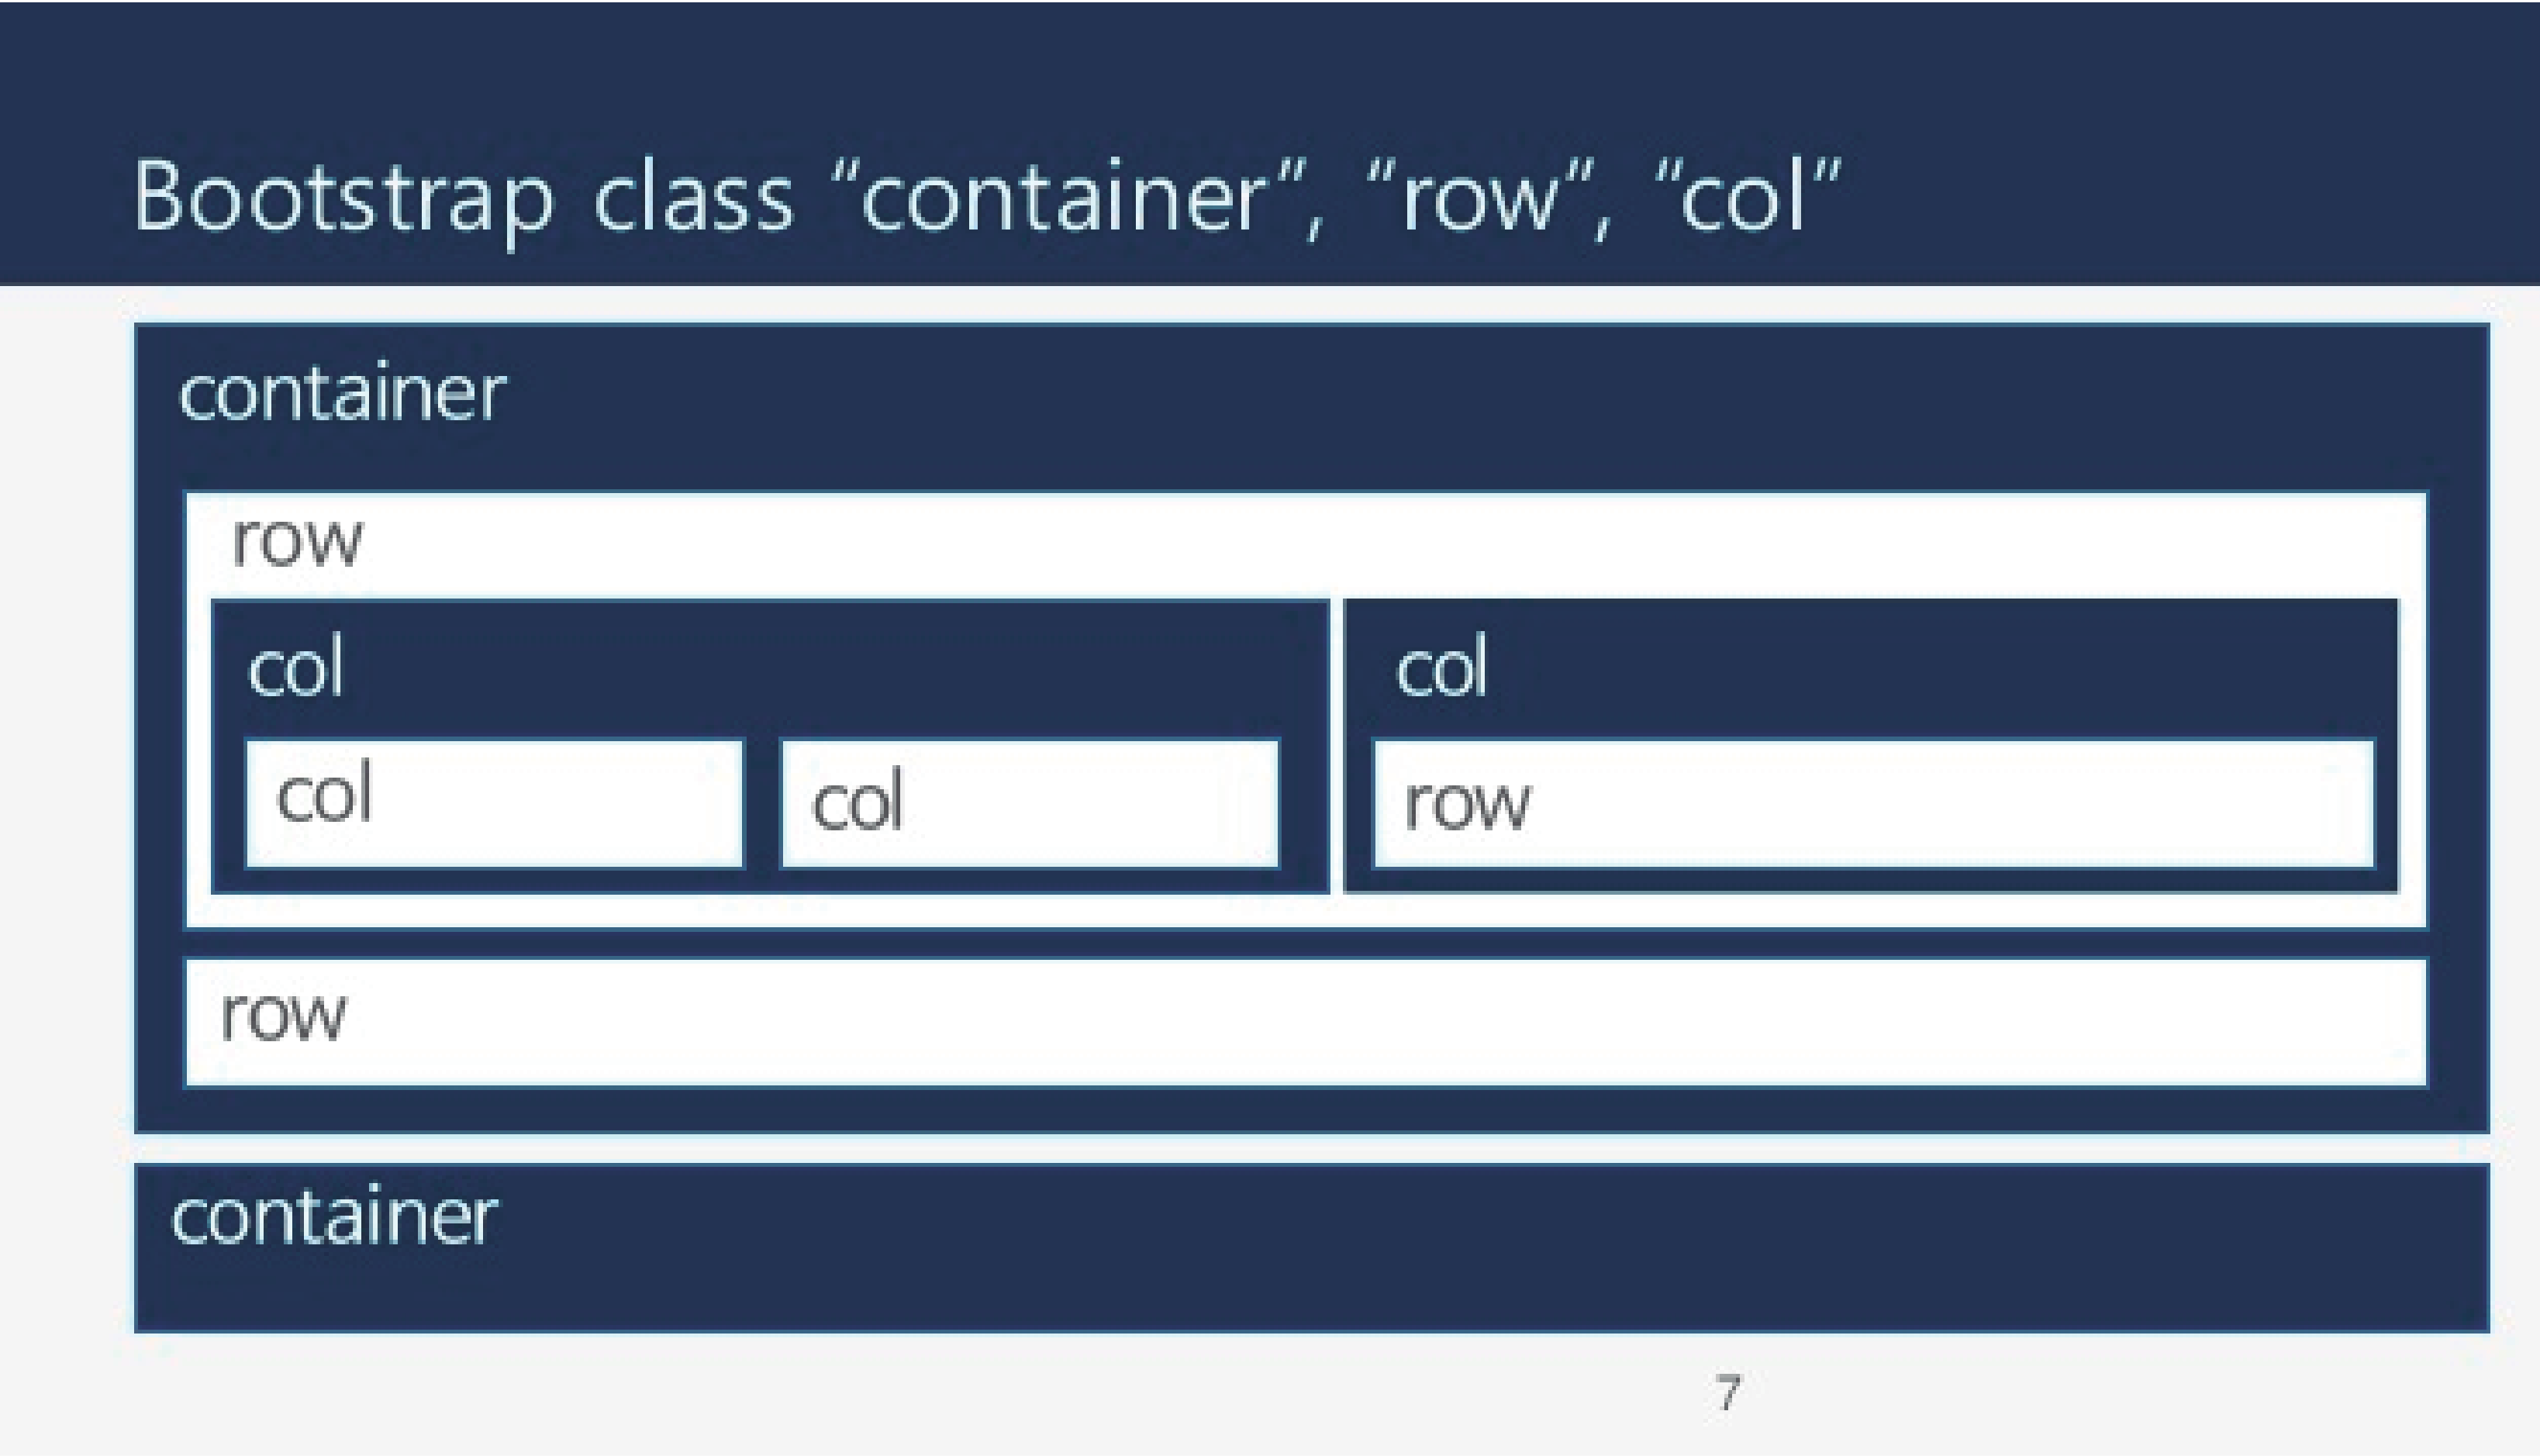 Bootstrap class “container”, “row”, “col”
container
row
col
col
col
col
row
row
container
7